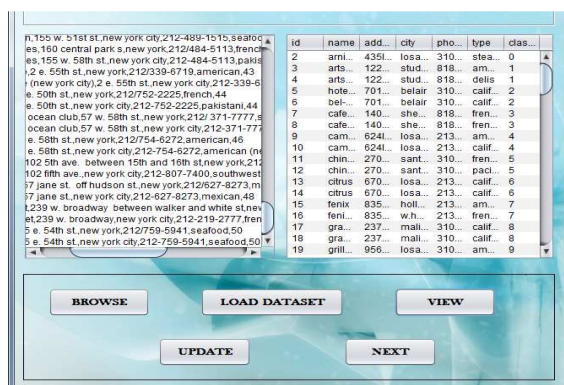 n,155 w. 51st st.,new york city,212-489-1515,seafoo
es,160 central park s,new york,212/484-5113,french
es,155 w. 58th st.,new york city,212-484-5113,pakis
,2 e. 55th st.,new york,212/339-6719,american,43
(new york city),2 e. 55th st.,new york city,212-339-6
e. 50th st.,new york,212/752-2225,french,44
e. 50th st.,new york city,212-752-2225,pakistani,44
ocean club,57 w. 58th st.,new york,212/ 371-7777,s
ocean club,57 w. 58th st.,new york city,212-371-777
e. 58th st.,new york,212/754-6272,american,46
e. 58th st.,new york city,212-754-6272,american (ne
102 5th ave. between 15th and 16th st,new york,212
102 fifth ave.,new york city,212-807-7400,southwest
67 jane st. off hudson st.,new york,212/627-8273,m
67 jane st.,new york city,212-627-8273,mexican,48
t,239 w. broadway between walker and white st,new
et,239 w. broadway,new york city,212-219-2777,fren
5 e. 54th st.,new york,212/759-5941,seafood,50
5 e. 54th st.,new york city,212-759-5941,seafood,50
id name add... city pho... type clas...
2 arni... 435l... losa... 310... stea... 0
3 arts... 122... stud... 818... am... 1
4 arts... 122... stud... 818... delis 1
5 hote... 701... belair 310... calif... 2
6 bel-... 701... belair 310... calif... 2
7 cafe... 140... she... 818... fren... 3
8 cafe... 140... she... 818... fren... 3
9 cam... 624l... losa... 213... am... 4
10 cam... 624l... losa... 213... calif... 4
11 chin... 270... sant... 310... fren... 5
12 chin... 270... sant... 310... paci... 5
13 citrus 670... losa... 213... calif... 6
14 citrus 670... losa... 213... calif... 6
15 fenix 835... holl... 213... am... 7
16 feni... 835... w.h... 213... fren... 7
17 gra... 237... mali... 310... calif... 8
18 gra... 237... mali... 310... calif... 8
19 grill... 956... losa... 310... am... 9
BROWSE LOAD DATASET VIEW
UPDATE NEXT